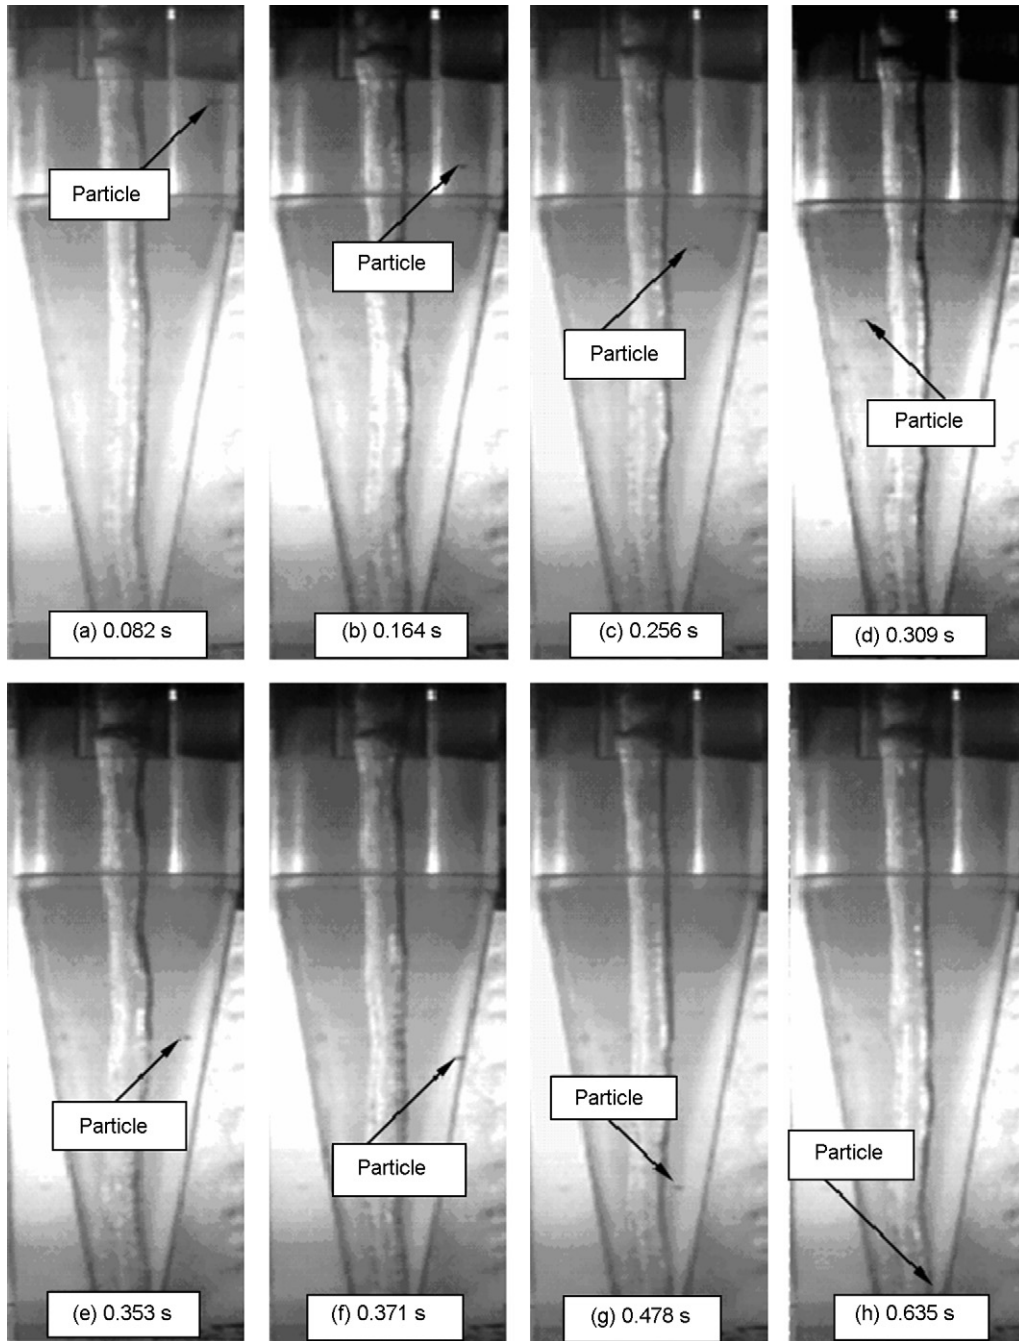 Particle
Particle
Particle
Particle
(a) 0.082 s
(b) 0.164 s
(c) 0.256 s
(d) 0.309 s
Particle
Particle
Particle
Particle
(e) 0.353 s
(f) 0.371 s
(g) 0.478 s
(h) 0.635 s